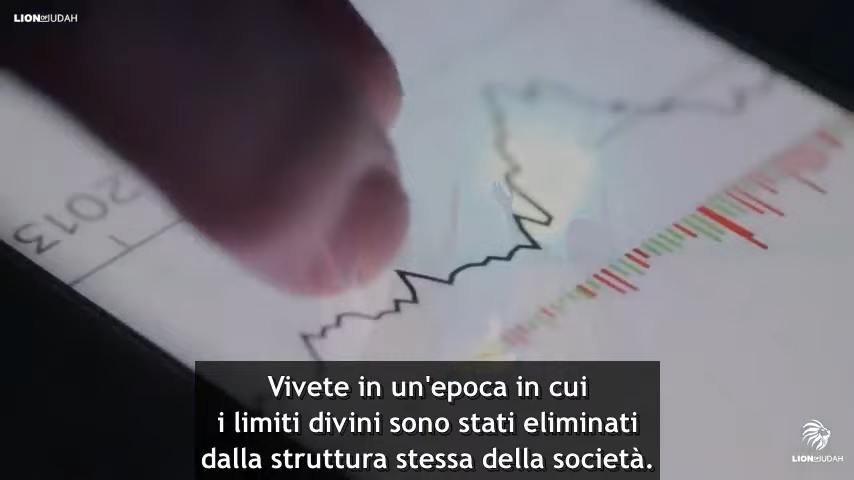 LION OF JUDAH
2013
Vivete in un'epoca in cui
i limiti divini sono stati eliminati
dalla struttura stessa della società.
LION OF JUDAH